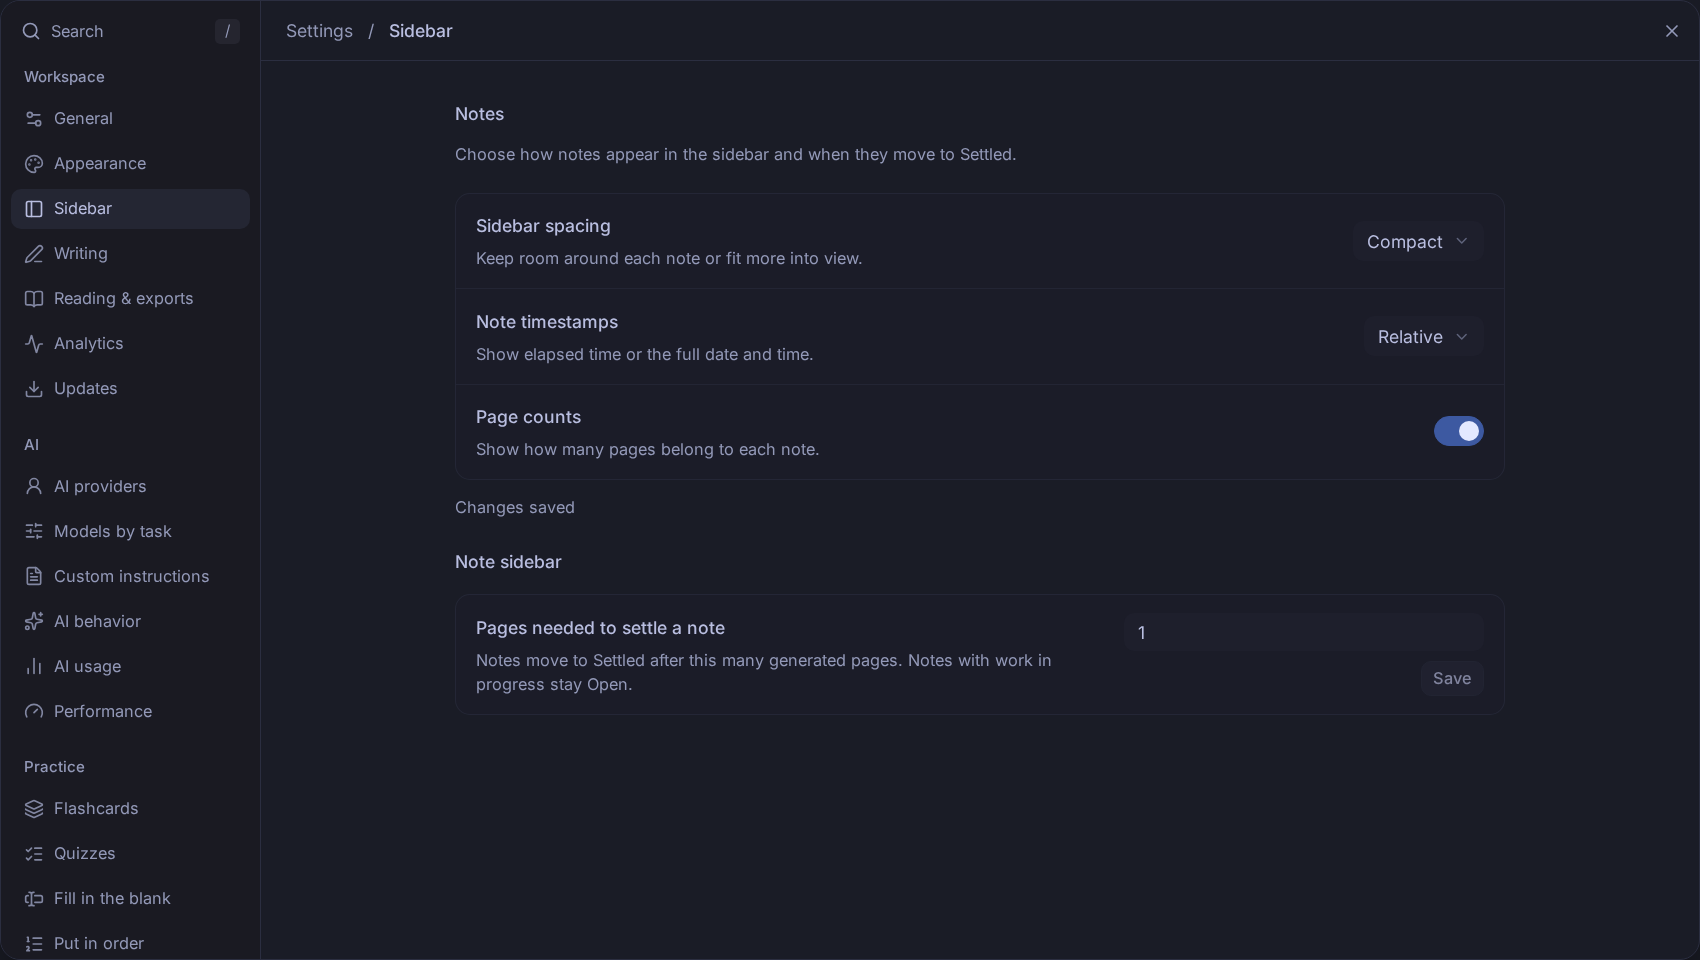 Search
/
Workspace
General
Appearance
Sidebar
Writing
Reading & exports
Analytics
Updates
AI
AI providers
Models by task
Custom instructions
AI behavior
AI usage
Performance
Practice
Flashcards
Quizzes
Fill in the blank
Put in order
Settings / Sidebar
Notes
Choose how notes appear in the sidebar and when they move to Settled.
Sidebar spacing
Keep room around each note or fit more into view.
Compact
Note timestamps
Show elapsed time or the full date and time.
Relative
Page counts
Show how many pages belong to each note.
Changes saved
Note sidebar
Pages needed to settle a note
Notes move to Settled after this many generated pages. Notes with work in
progress stay Open.
1
Save